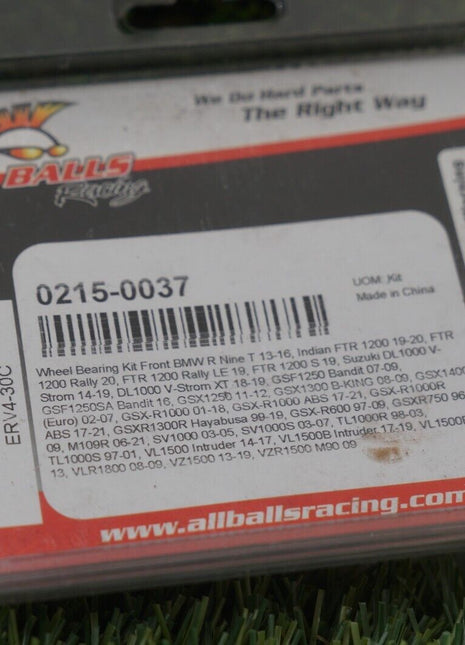 We Do Hard Parts
The Right Way
BALLS
Racing
0215-0037
UOM: Kit
Made in China
Wheel Bearing Kit Front BMW R Nine T 13-16, Indian FTR 1200 19-20, FTR
1200 Rally 20, FTR 1200 Rally LE 19, FTR 1200 S 19, Suzuki DL1000 V-
Strom 14-19, DL1000 V-Strom XT 18-19, GSF1250 Bandit 07-09,
GSF1250SA Bandit 16, GSX1250 11-12, GSX1300 B-KING 08-09, GSX1400
(Euro) 02-07, GSX-R1000 01-18, GSX-R1000 ABS 17-21, GSX-R1000R
ABS 17-21, GSXR1300R Hayabusa 99-19, GSX-R600 97-09, GSXR750 96-
09, M109R 06-21, SV1000 03-05, SV1000S 03-07, TL1000R 98-03,
TL1000S 97-01, VL1500 Intruder 14-17, VL1500B Intruder 17-19, VL1500B
13, VLR1800 08-09, VZ1500 13-19, VZR1500 M90 09
ERV4-30C
www.allballsracing.com